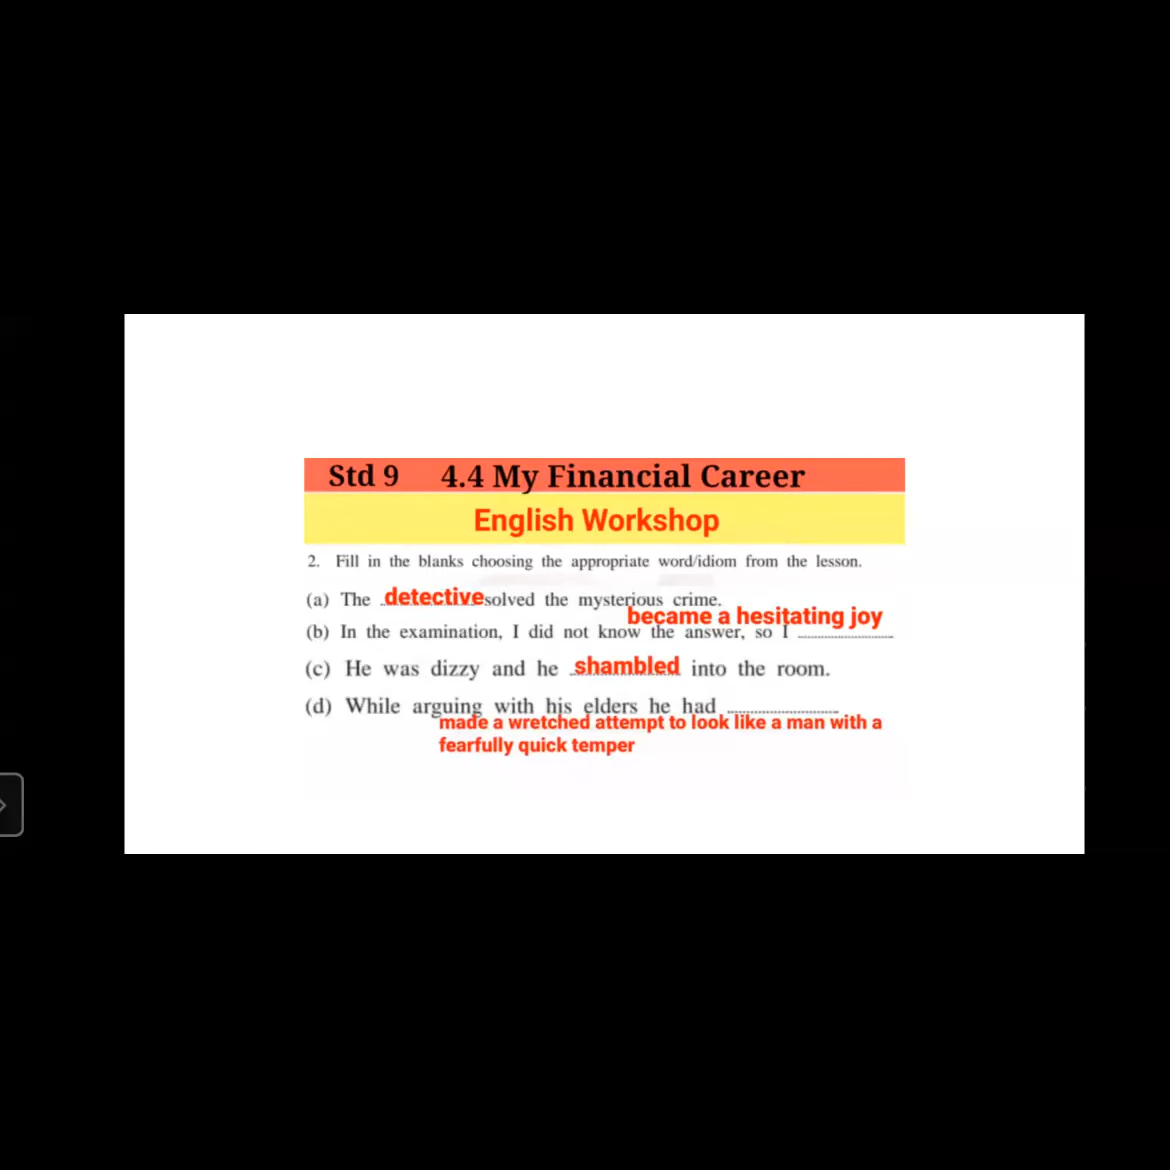 Std 9 4.4 My Financial Career
English Workshop
2. Fill in the blanks choosing the appropriate word/idiom from the lesson.
(a) The detective solved the mysterious crime.
became a hesitating joy
(b) In the examination, I did not know the answer, so I ....................
(c) He was dizzy and he shambled into the room.
(d) While arguing with his elders he had ....................
made a wretched attempt to look like a man with a
fearfully quick temper